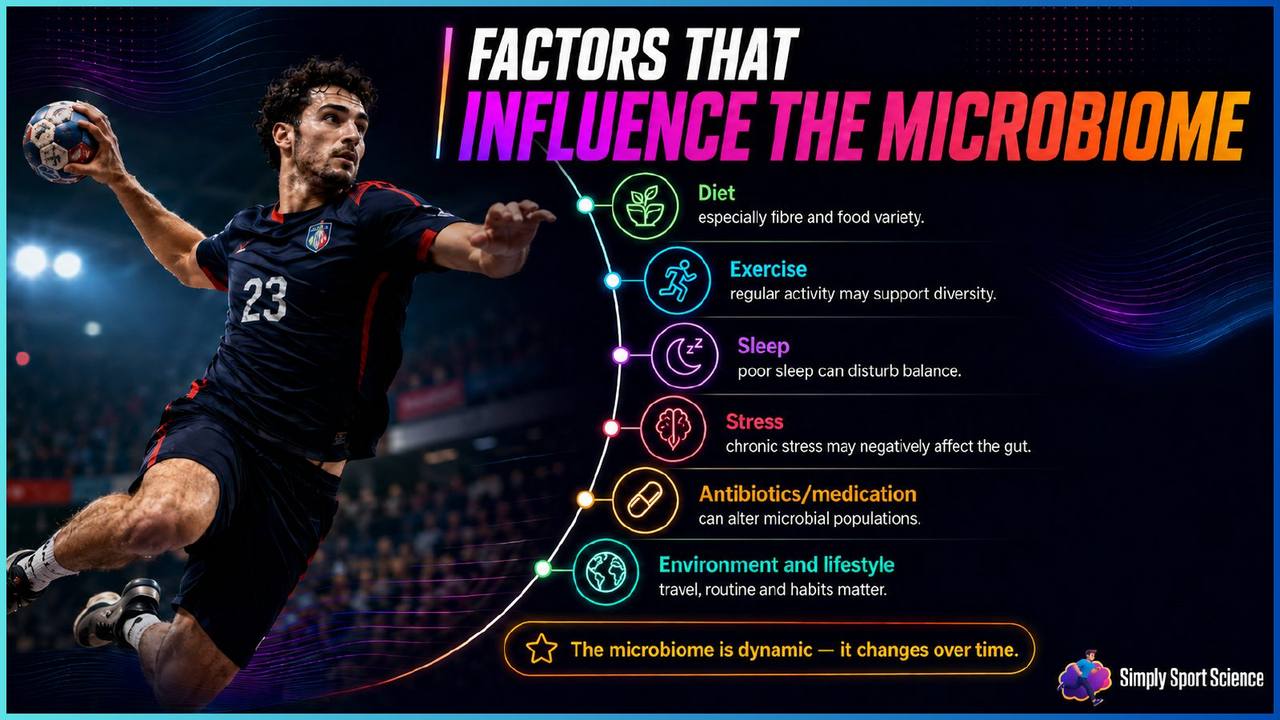 FACTORS THAT
INFLUENCE THE MICROBIOME
Diet
especially fibre and food variety.
Exercise
regular activity may support diversity.
Sleep
poor sleep can disturb balance.
Stress
chronic stress may negatively affect the gut.
Antibiotics/medication
can alter microbial populations.
Environment and lifestyle
travel, routine and habits matter.
The microbiome is dynamic — it changes over time.
23
zZ
Simply Sport Science